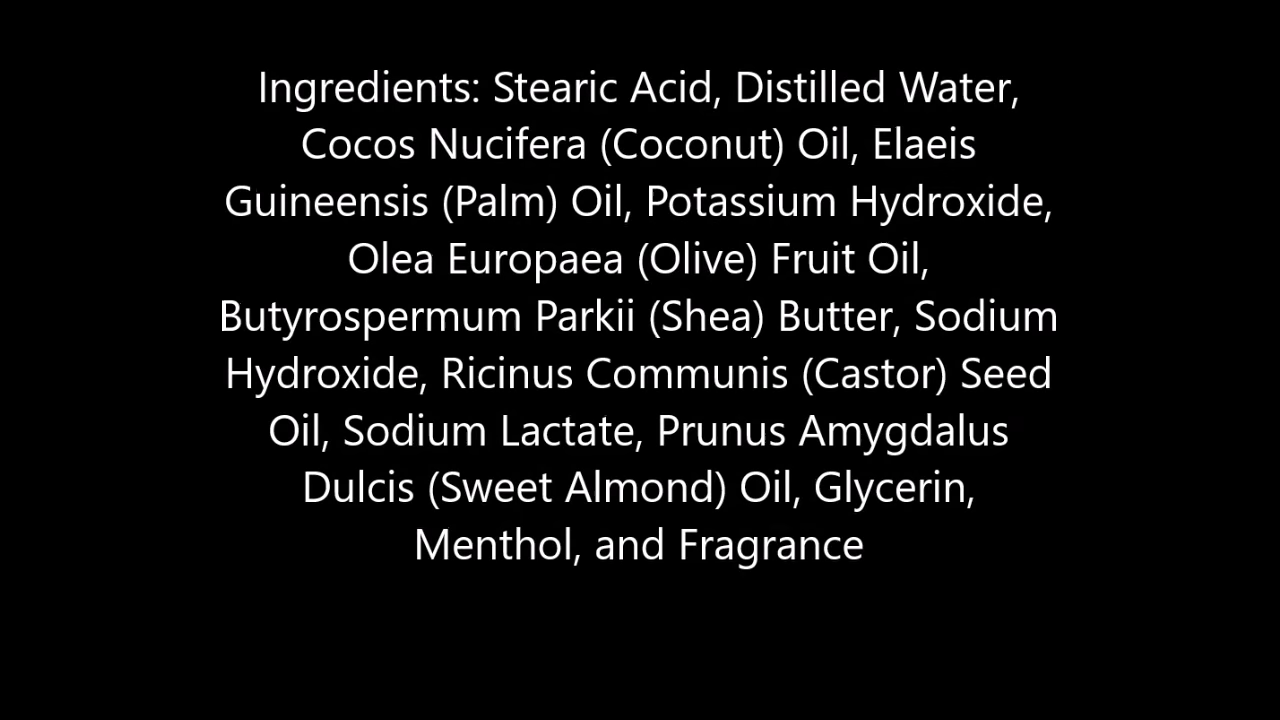 Ingredients: Stearic Acid, Distilled Water,
Cocos Nucifera (Coconut) Oil, Elaeis
Guineensis (Palm) Oil, Potassium Hydroxide,
Olea Europaea (Olive) Fruit Oil,
Butyrospermum Parkii (Shea) Butter, Sodium
Hydroxide, Ricinus Communis (Castor) Seed
Oil, Sodium Lactate, Prunus Amygdalus
Dulcis (Sweet Almond) Oil, Glycerin,
Menthol, and Fragrance